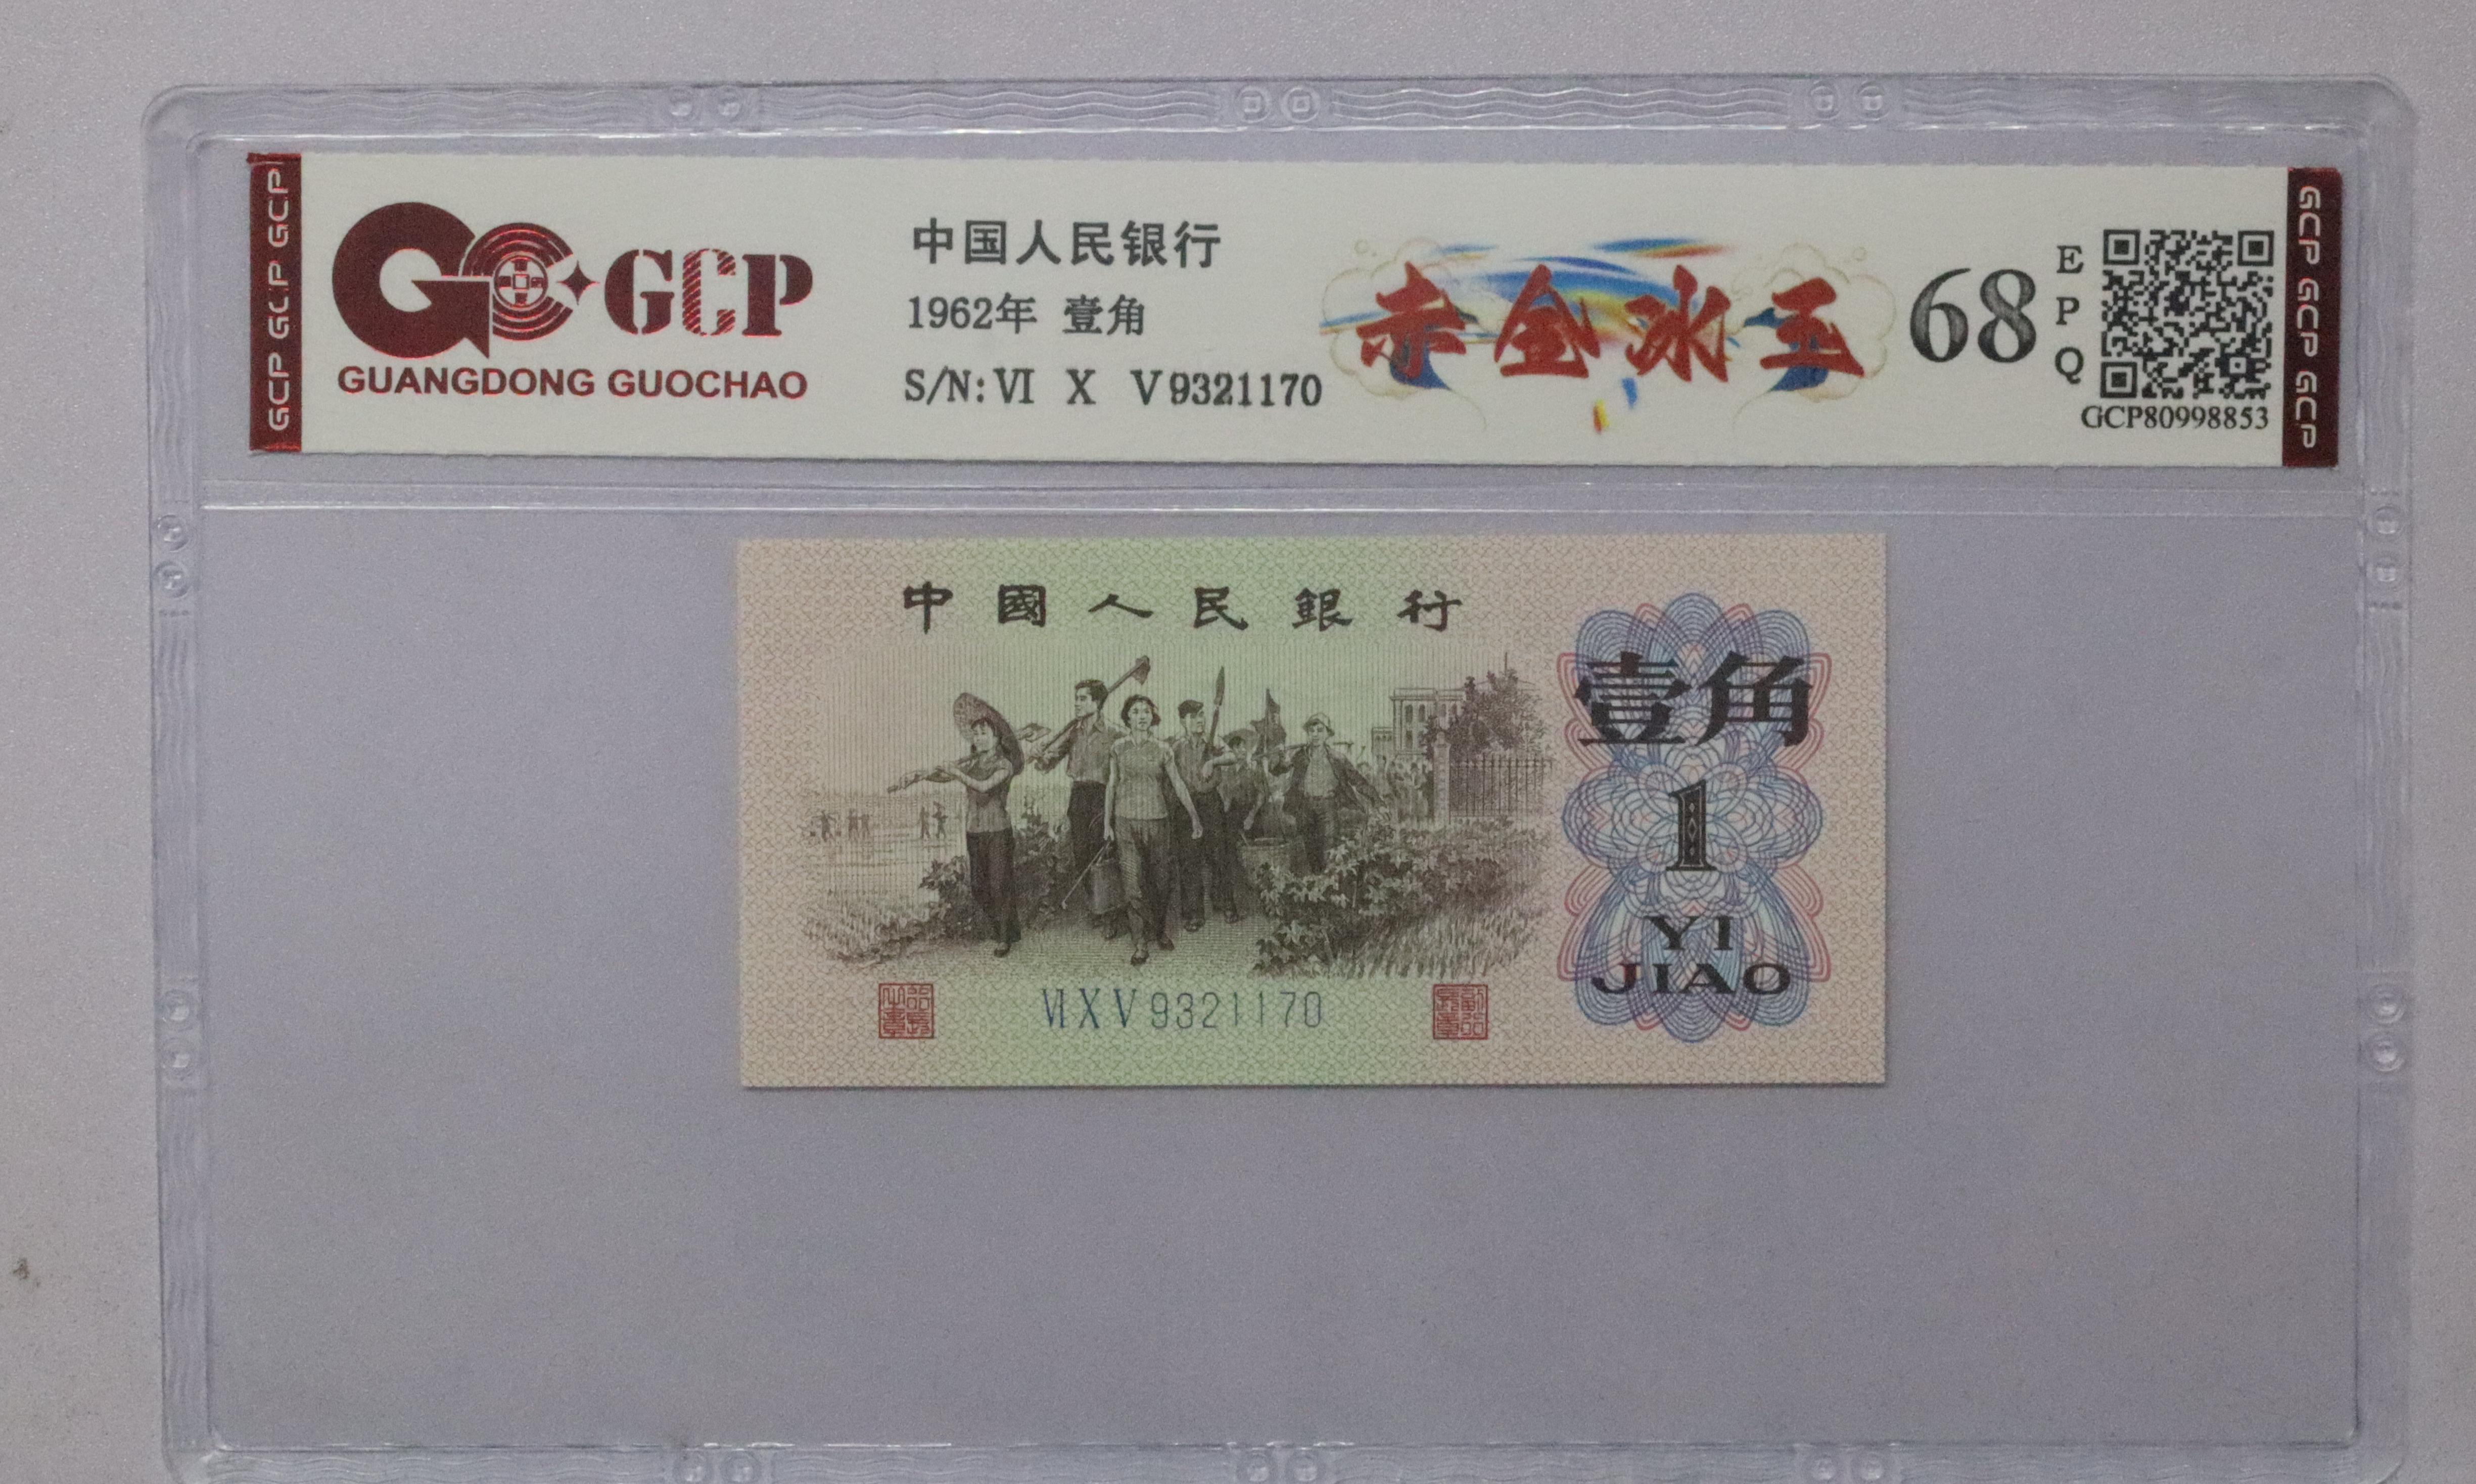 GCP GCP GCP
GCP
GUANGDONG GUOCHAO
中国人民银行
1962年 壹角
S/N: VI X V 9321170
赤金冰王
68
E
P
Q
GCP80998853
GCP GCP GCP
中國人民銀行
壹角
1
YI
JIAO
VI X V 9321170